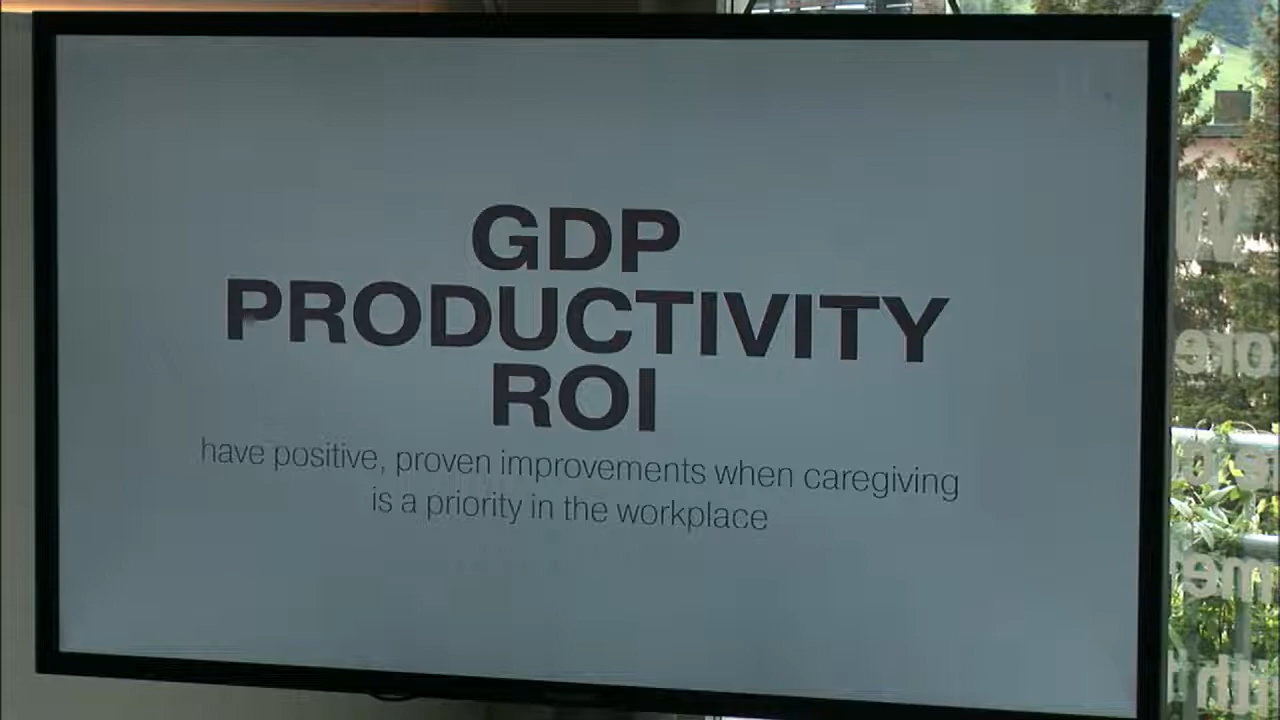 GDP
PRODUCTIVITY
ROI
have positive, proven improvements when caregiving
is a priority in the workplace